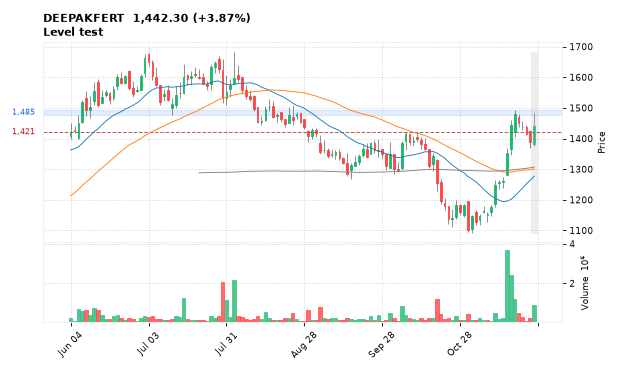 DEEPAKFERT  1,442.30 (+3.87%)
Level test
1700
1600
1500
1,485
1,421
1400
Price
1300
1200
1100
4
2
Volume 10⁶
Jun 04
Jul 03
Jul 31
Aug 28
Sep 28
Oct 28